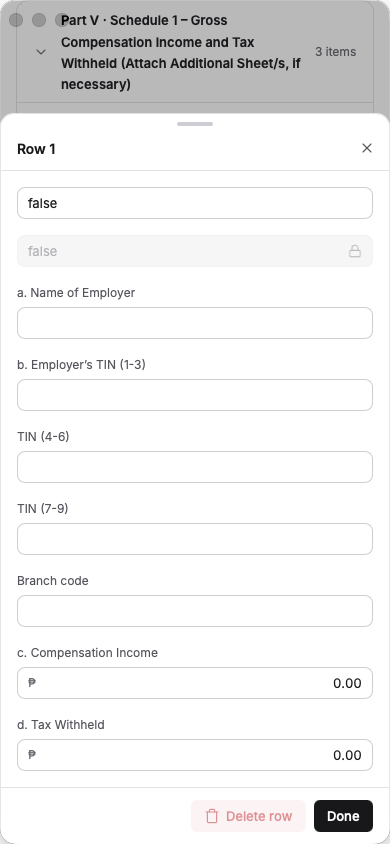 Part V · Schedule 1 – Gross
Compensation Income and Tax
Withheld (Attach Additional Sheet/s, if
necessary)
3 items
Row 1
false
false
a. Name of Employer
b. Employer’s TIN (1-3)
TIN (4-6)
TIN (7-9)
Branch code
c. Compensation Income
₱ 0.00
d. Tax Withheld
₱ 0.00
Delete row
Done